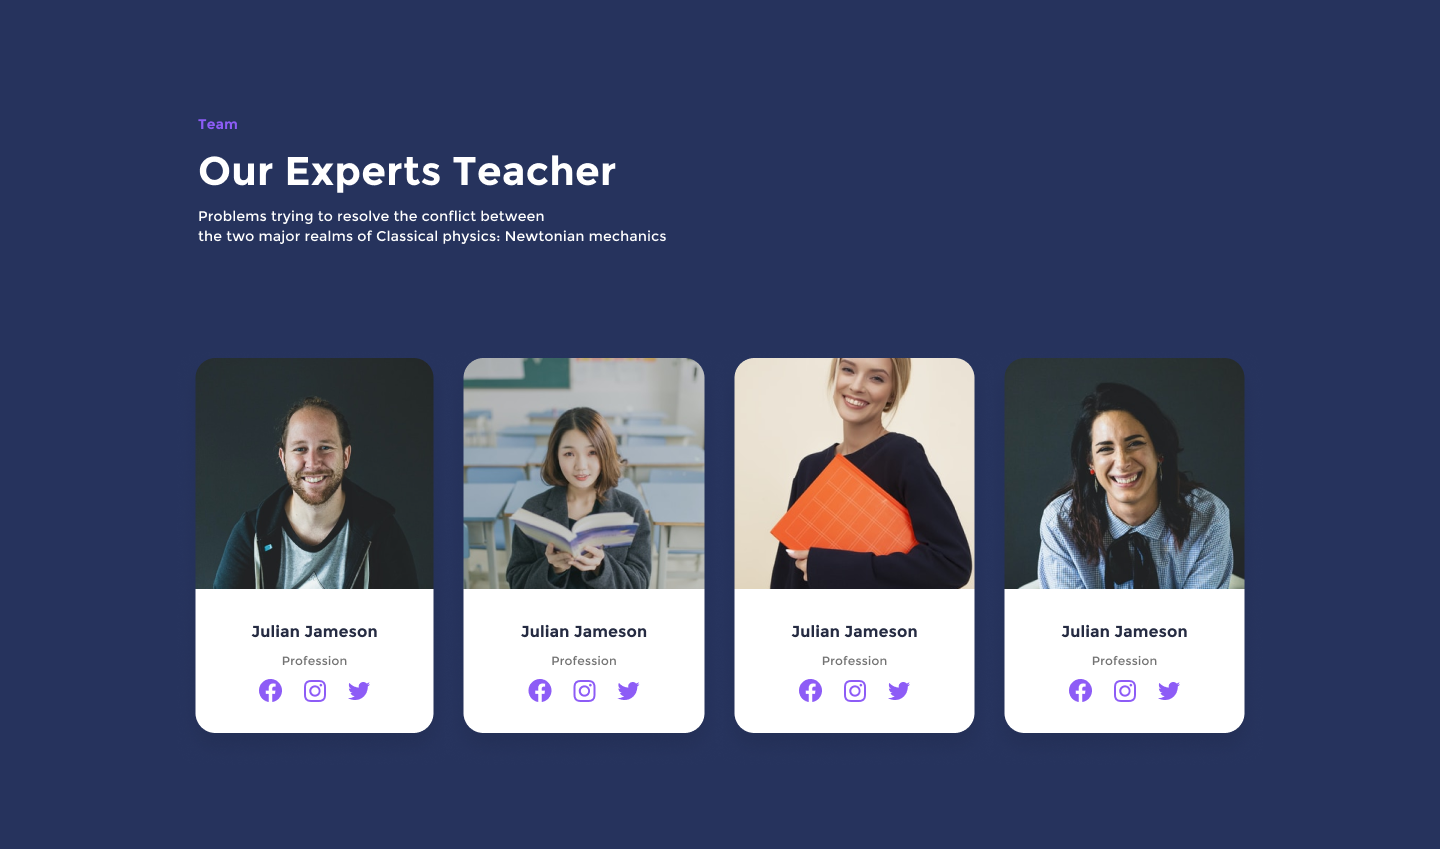 Team
Our Experts Teacher
Problems trying to resolve the conflict between
the two major realms of Classical physics: Newtonian mechanics
Julian Jameson
Profession
Julian Jameson
Profession
Julian Jameson
Profession
Julian Jameson
Profession